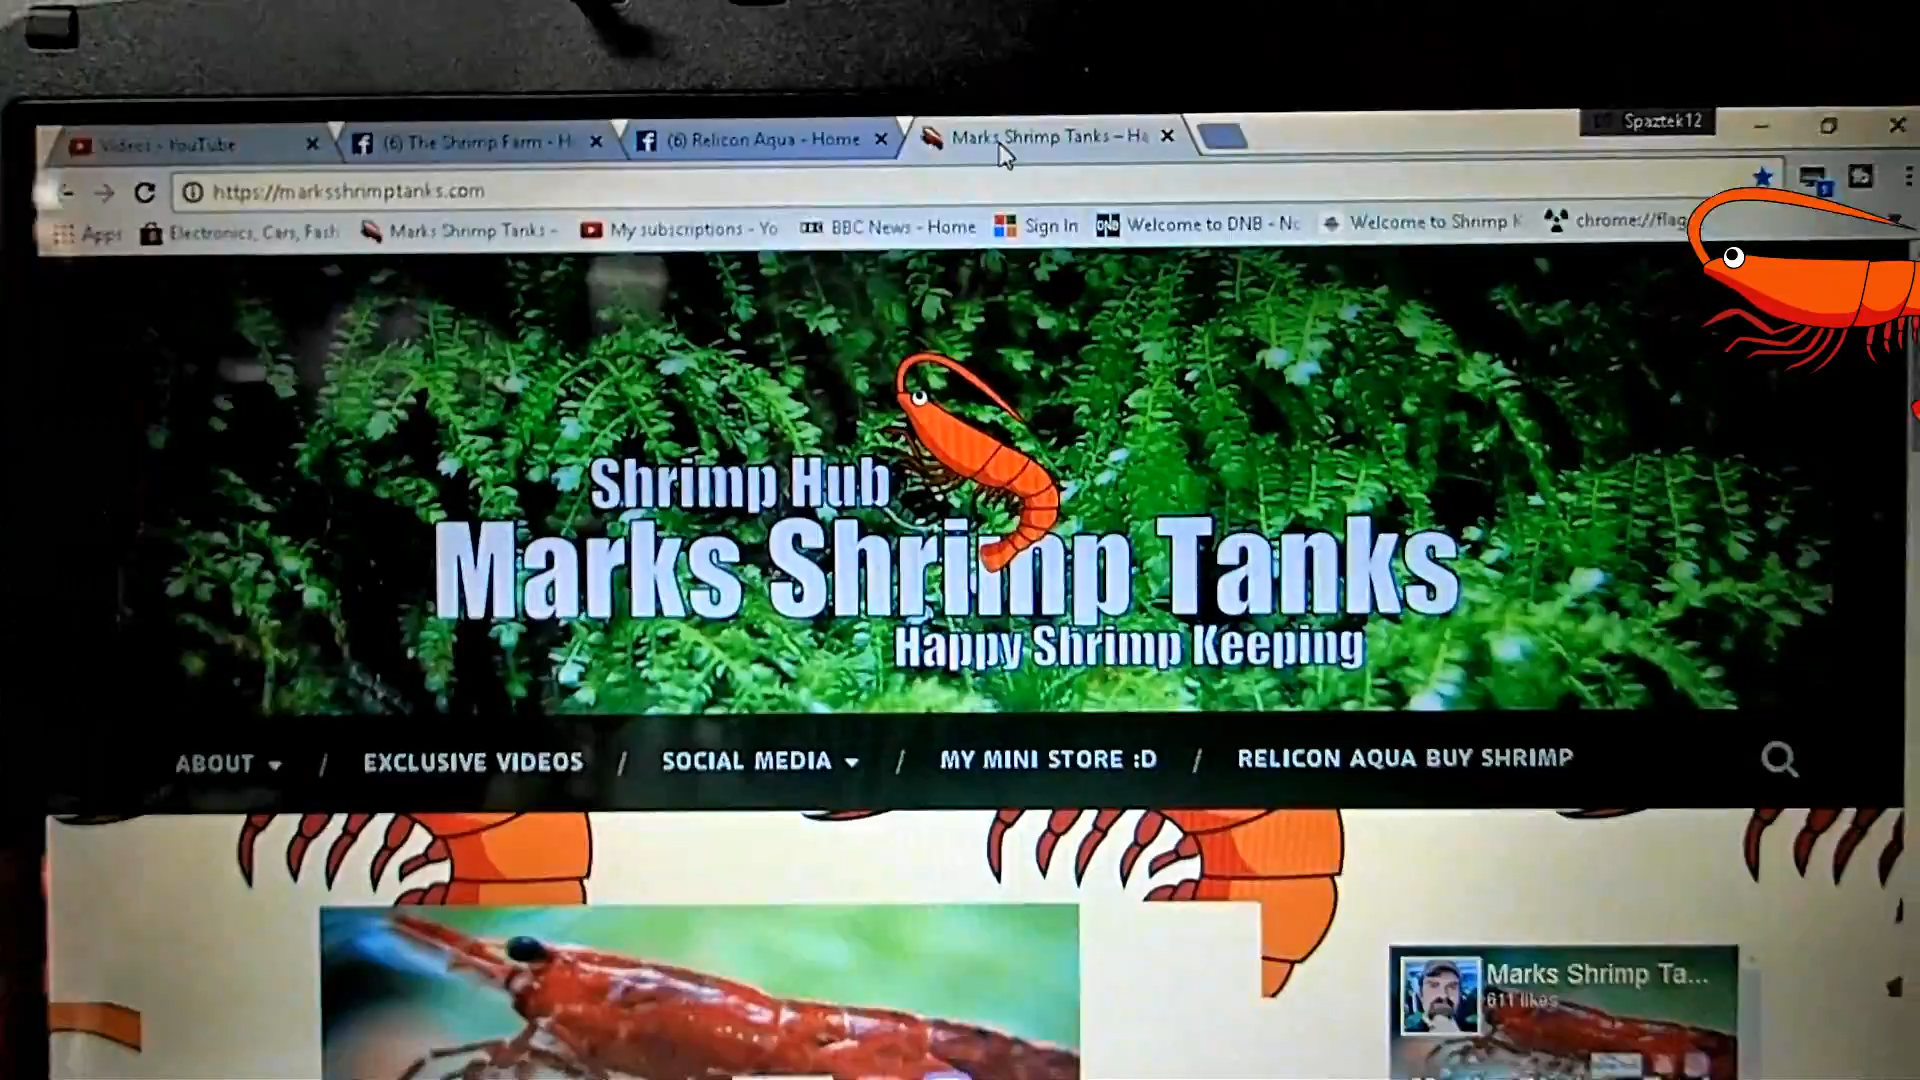 Spaztek12
Videos - YouTube
(6) The Shrimp Farm - H
(6) Relicon Aqua - Home
Marks Shrimp Tanks – Ha
https://marksshrimptanks.com
Apps
Electronics, Cars, Fash
Marks Shrimp Tanks -
My subscriptions - Yo
BBC News - Home
Sign In
DNB
Welcome to DNB - Nc
Welcome to Shrimp K
chrome://flag
Shrimp Hub
Marks Shrimp Tanks
Happy Shrimp Keeping
ABOUT / EXCLUSIVE VIDEOS / SOCIAL MEDIA / MY MINI STORE :D / RELICON AQUA BUY SHRIMP
Marks Shrimp Ta...
611 likes